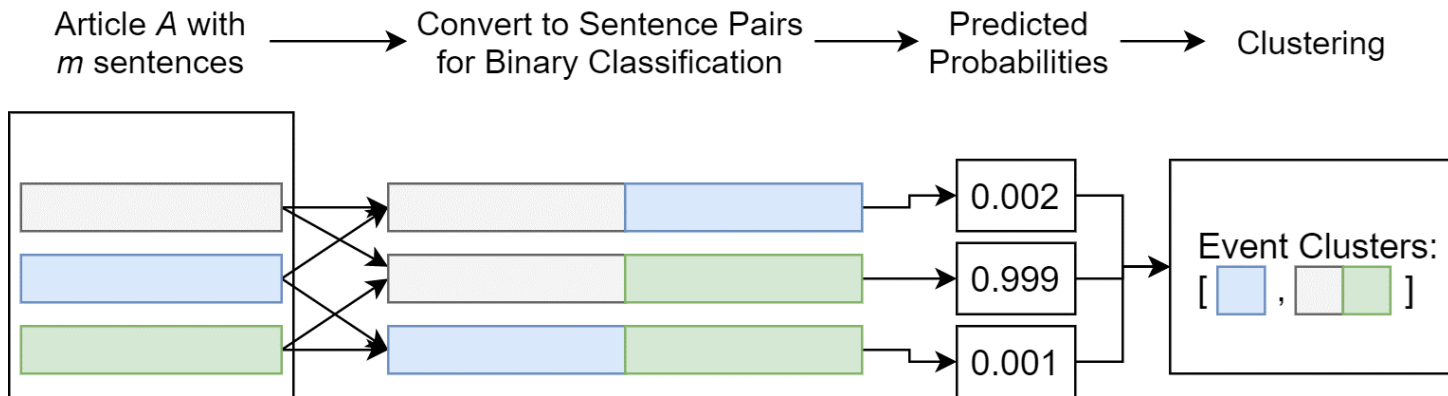 Article A with
m sentences
Convert to Sentence Pairs
for Binary Classification
Predicted
Probabilities
Clustering
0.002
0.999
0.001
Event Clusters:
[ , ]